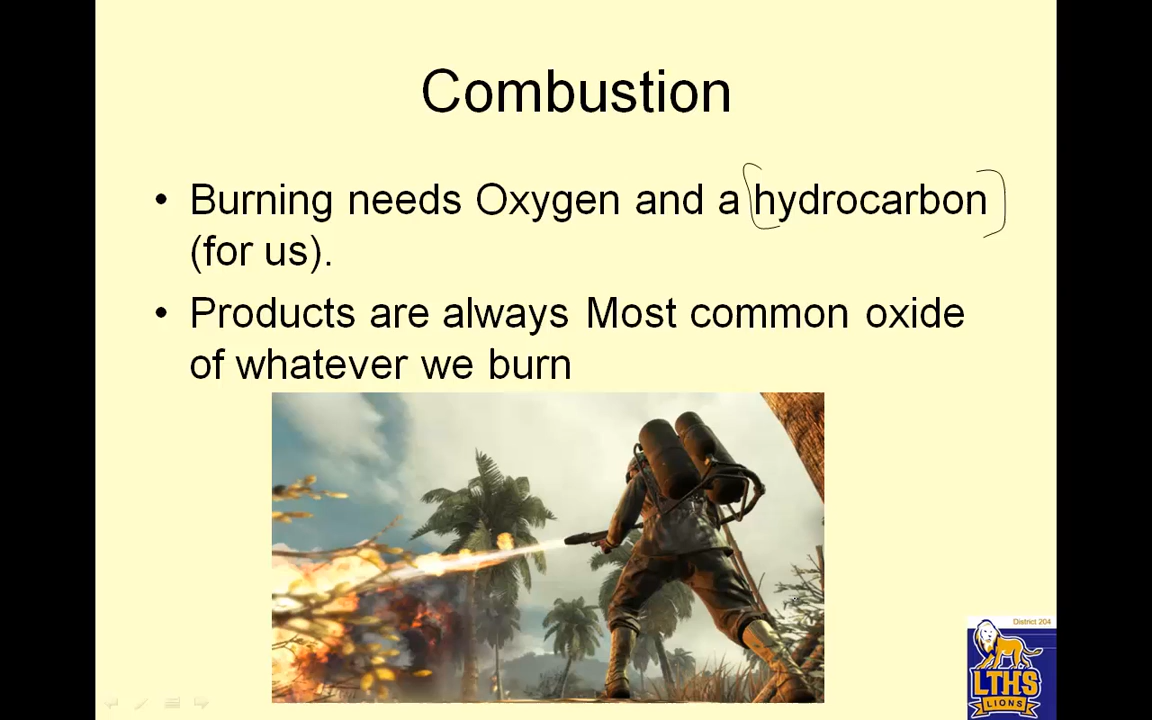 Combustion
• Burning needs Oxygen and a hydrocarbon
(for us).
• Products are always Most common oxide
of whatever we burn
District 204
LTHS
LIONS